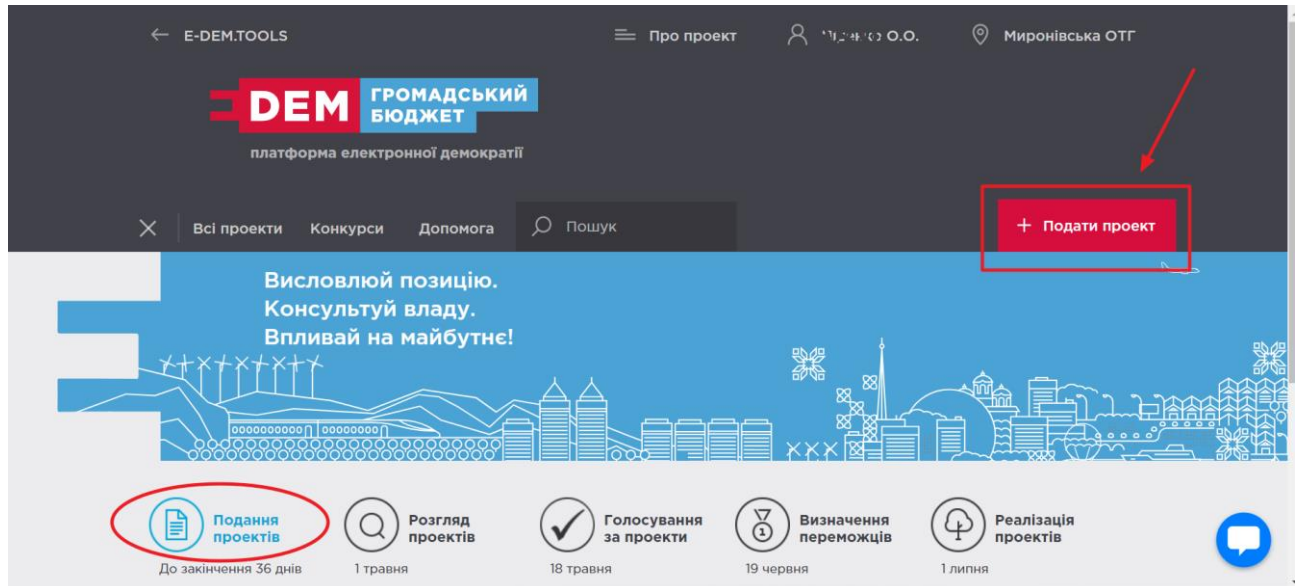 ← E-DEM.TOOLS
Про проект
О.О.
Миронівська ОТГ
DEM
ГРОМАДСЬКИЙ
БЮДЖЕТ
платформа електронної демократії
Всі проекти
Конкурси
Допомога
Пошук
+ Подати проект
Висловлюй позицію.
Консультуй владу.
Впливай на майбутнє!
Подання
проектів
До закінчення 36 днів
Розгляд
проектів
1 травня
Голосування
за проекти
18 травня
1
Визначення
переможців
19 червня
Реалізація
проектів
1 липня